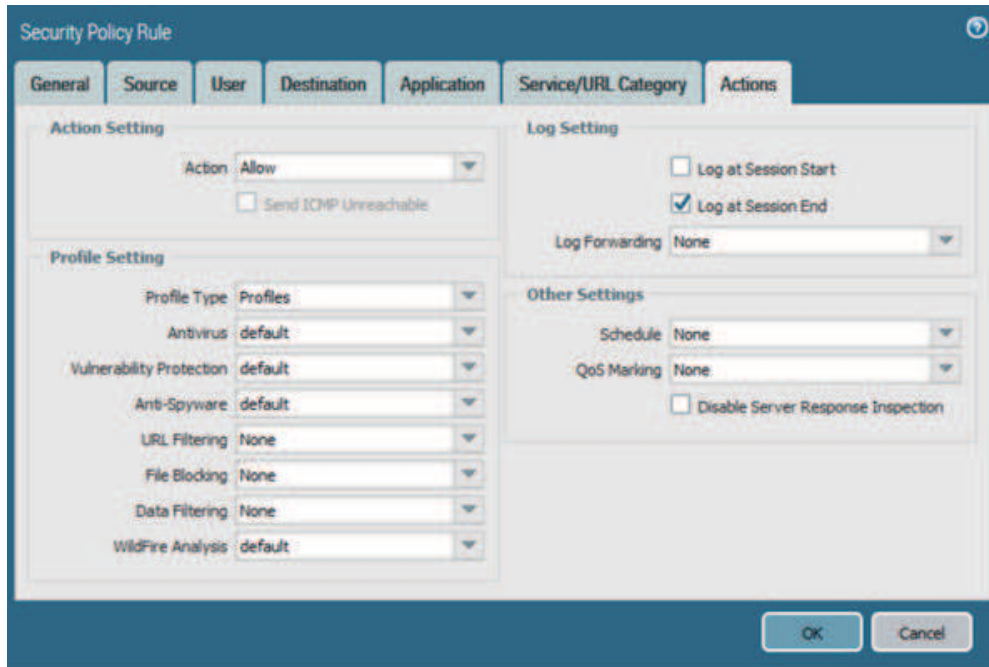 Security Policy Rule
General
Source
User
Destination
Application
Service/URL Category
Actions
Action Setting
Action Allow
Send ICMP Unreachable
Profile Setting
Profile Type Profiles
Antivirus default
Vulnerability Protection default
Anti-Spyware default
URL Filtering None
File Blocking None
Data Filtering None
WildFire Analysis default
Log Setting
Log at Session Start
Log at Session End
Log Forwarding None
Other Settings
Schedule None
QoS Marking None
Disable Server Response Inspection
OK
Cancel